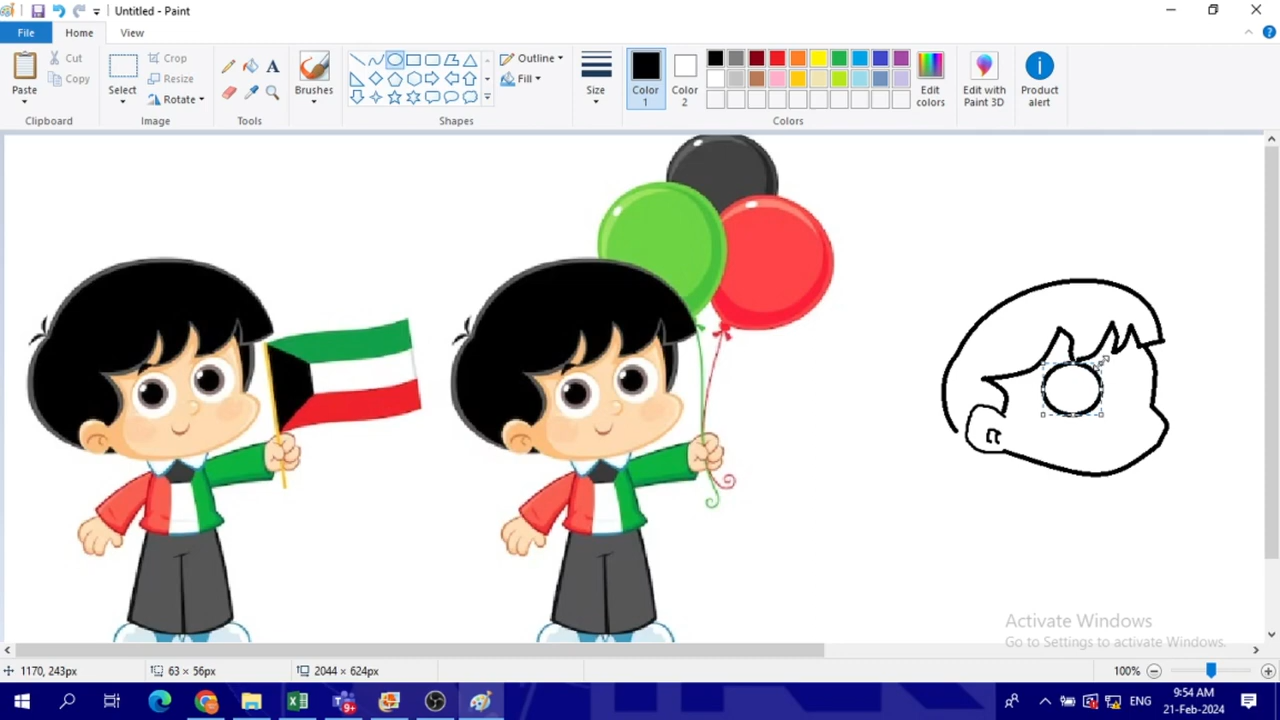 Untitled - Paint
File
Home
View
Paste
Cut
Copy
Clipboard
Select
Crop
Resize
Rotate
Image
A
Tools
Brushes
Shapes
Outline
Fill
Size
Color 1
Color 2
Colors
Edit colors
Edit with Paint 3D
Product alert
Activate Windows
Go to Settings to activate Windows.
1170, 243px
63 × 56px
2044 × 624px
100%
9+
ENG
9:54 AM
21-Feb-2024